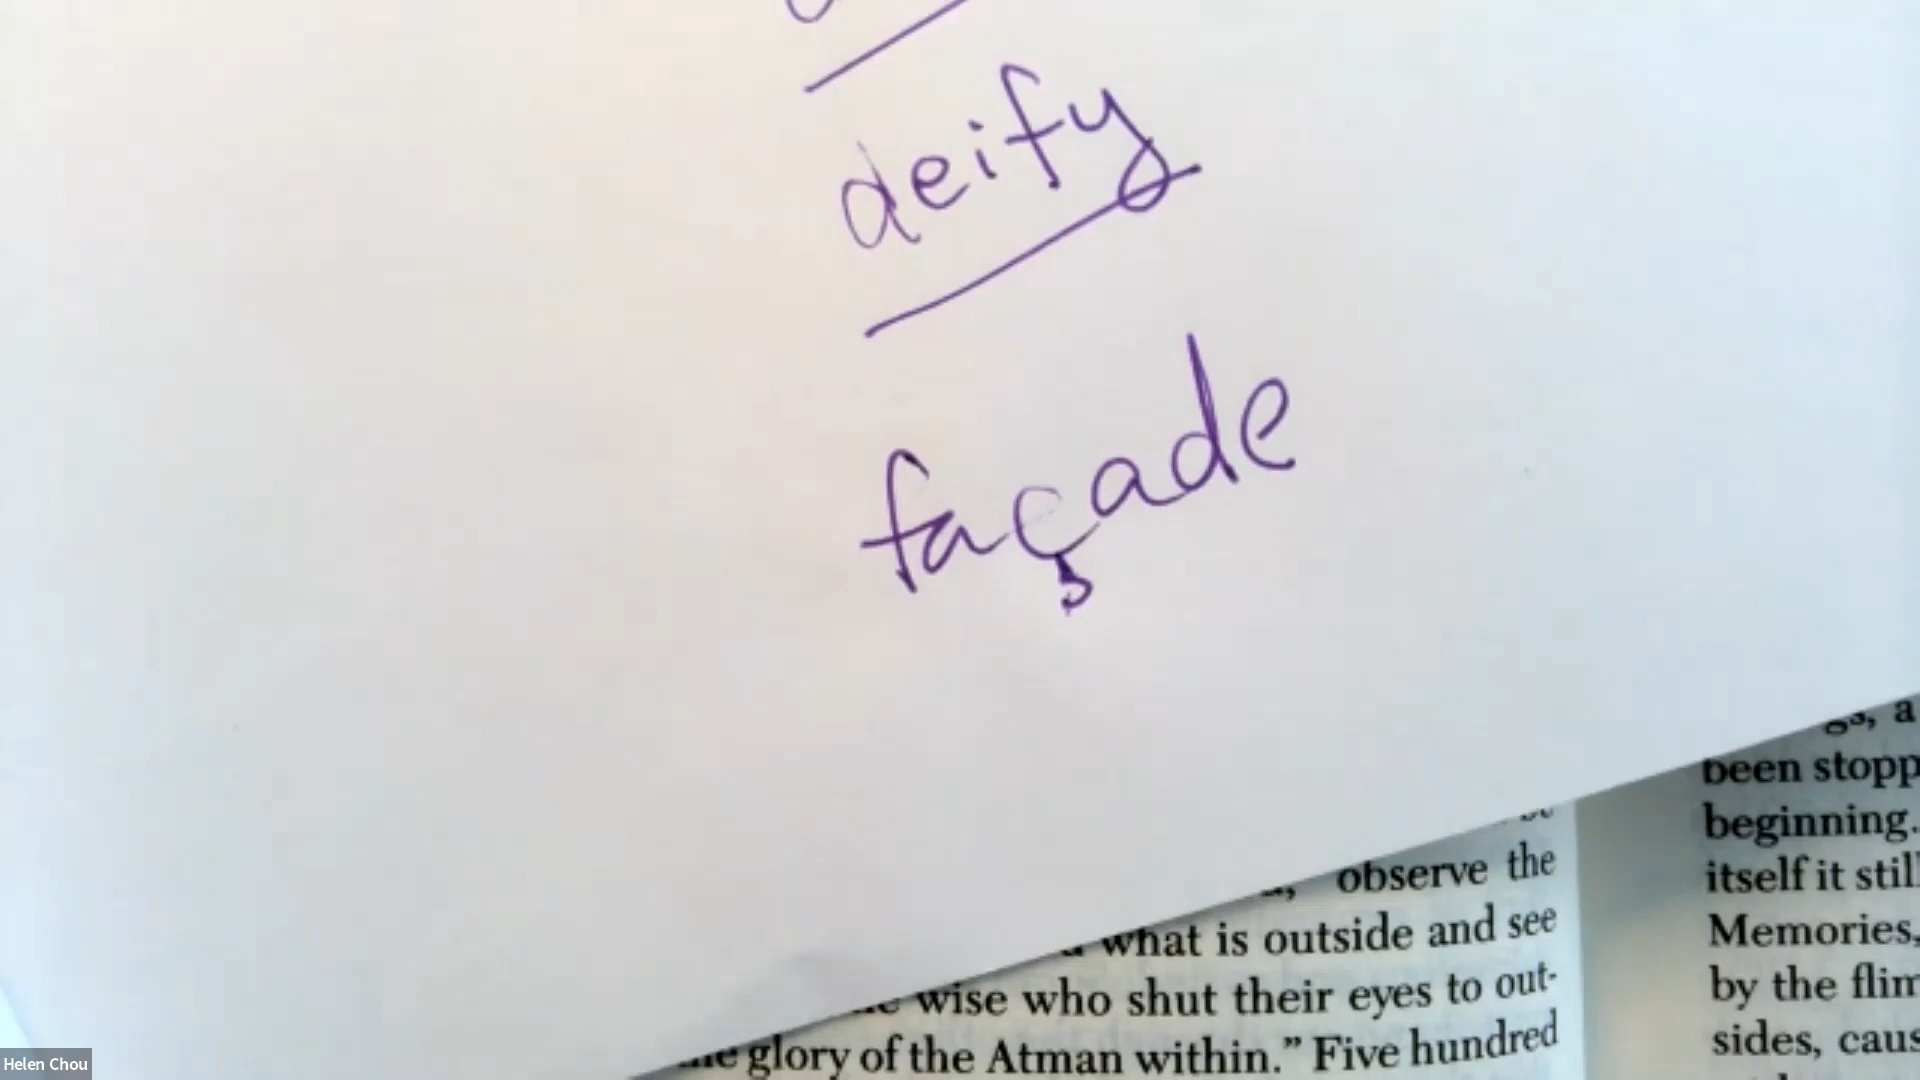 deify
façade
a
been stopp
beginning.
itself it still
Memories,
by the flim
sides, caus
observe the
what is outside and see
wise who shut their eyes to out-
glory of the Atman within.” Five hundred
Helen Chou